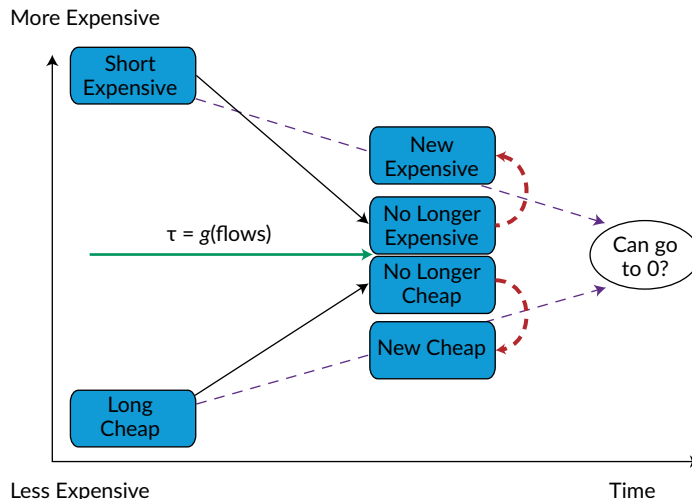 More Expensive
Short
Expensive
New
Expensive
No Longer
Expensive
τ = g(flows)
Can go
to 0?
No Longer
Cheap
New Cheap
Long
Cheap
Less Expensive
Time